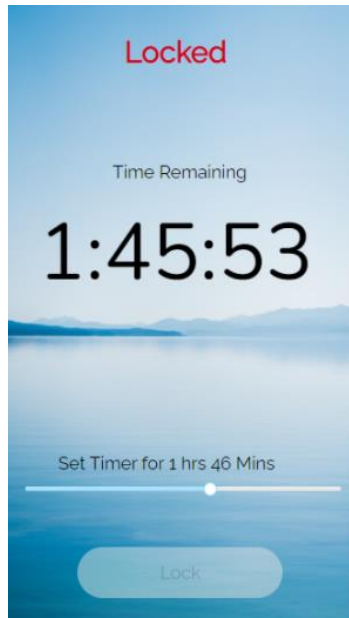 Locked
Time Remaining
1:45:53
Set Timer for 1 hrs 46 Mins
Lock